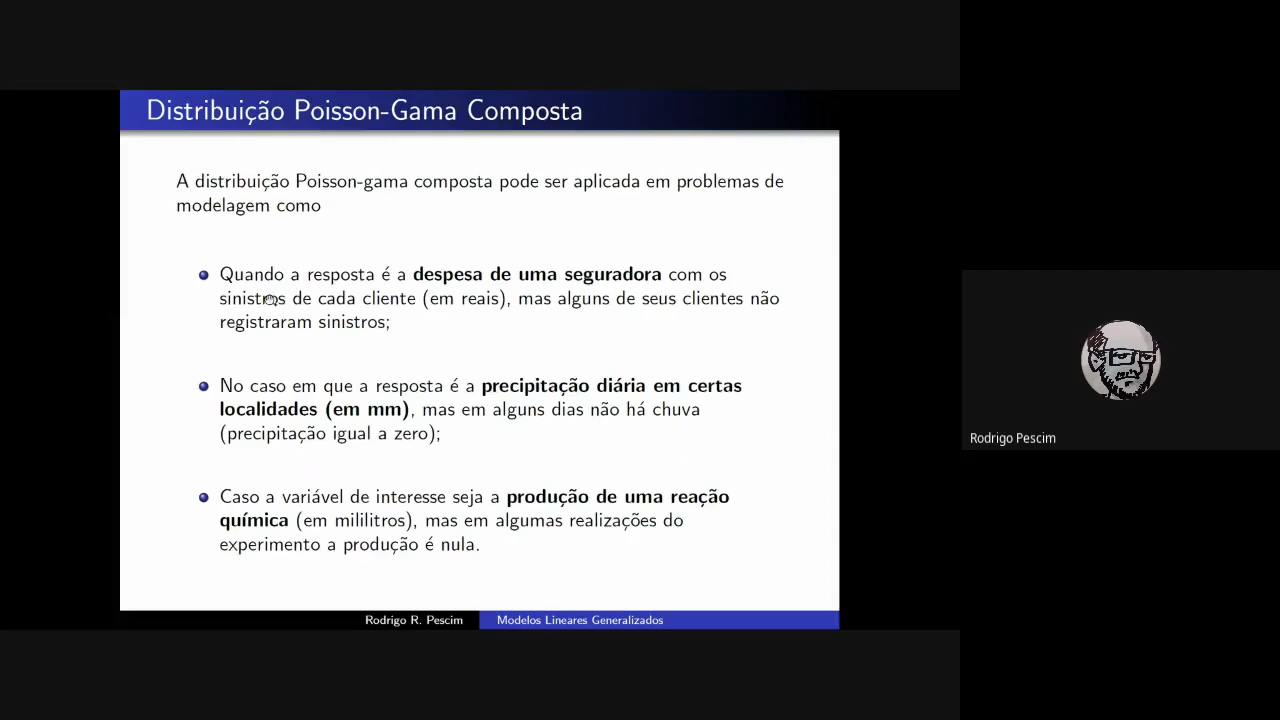 Distribuição Poisson-Gama Composta
A distribuição Poisson-gama composta pode ser aplicada em problemas de
modelagem como
Quando a resposta é a despesa de uma seguradora com os
sinistros de cada cliente (em reais), mas alguns de seus clientes não
registraram sinistros;
No caso em que a resposta é a precipitação diária em certas
localidades (em mm), mas em alguns dias não há chuva
(precipitação igual a zero);
Caso a variável de interesse seja a produção de uma reação
química (em mililitros), mas em algumas realizações do
experimento a produção é nula.
Rodrigo R. Pescim
Modelos Lineares Generalizados
Rodrigo Pescim